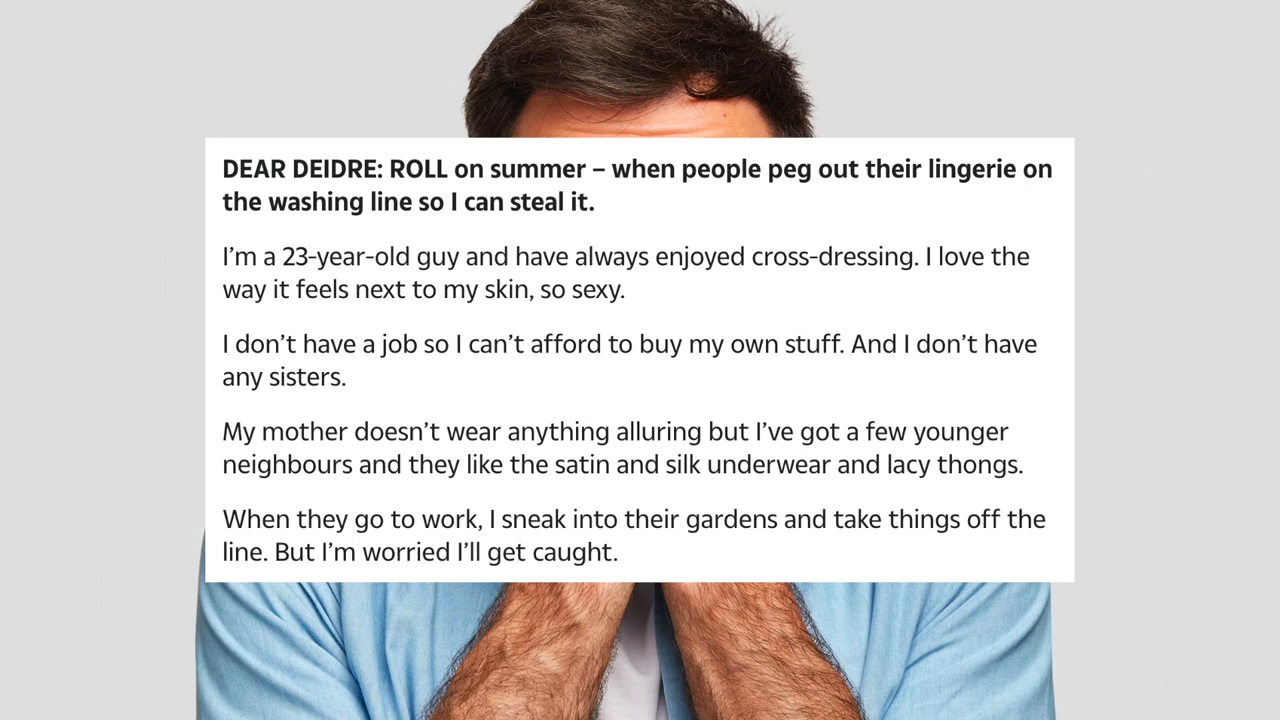 DEAR DEIDRE: ROLL on summer – when people peg out their lingerie on
the washing line so I can steal it.
I’m a 23-year-old guy and have always enjoyed cross-dressing. I love the
way it feels next to my skin, so sexy.
I don’t have a job so I can’t afford to buy my own stuff. And I don’t have
any sisters.
My mother doesn’t wear anything alluring but I’ve got a few younger
neighbours and they like the satin and silk underwear and lacy thongs.
When they go to work, I sneak into their gardens and take things off the
line. But I’m worried I’ll get caught.